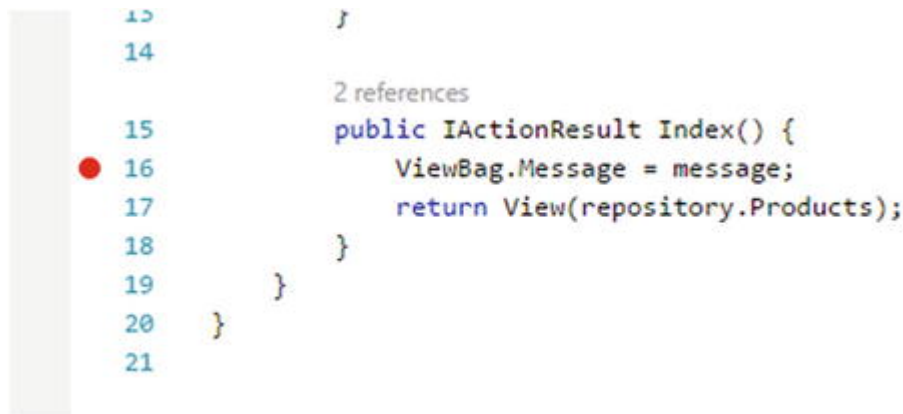 13 }
14
2 references
15 public IActionResult Index() {
16 ViewBag.Message = message;
17 return View(repository.Products);
18 }
19 }
20 }
21